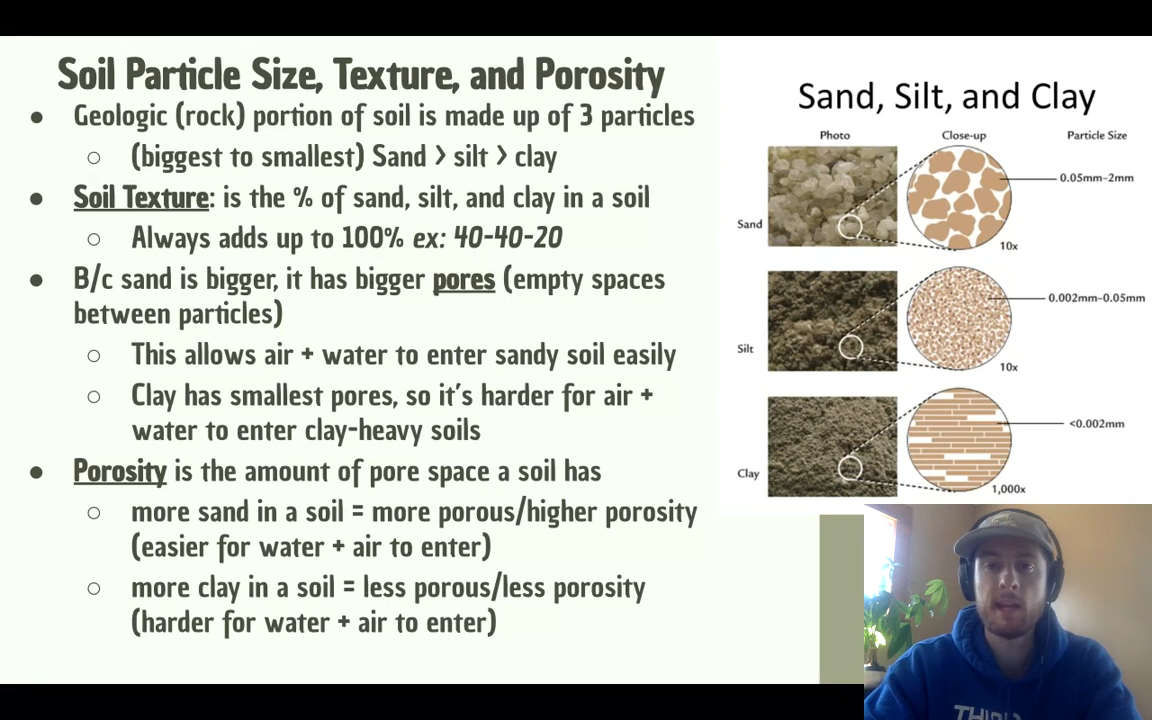 Soil Particle Size, Texture, and Porosity
● Geologic (rock) portion of soil is made up of 3 particles
○ (biggest to smallest) Sand > silt > clay
● Soil Texture: is the % of sand, silt, and clay in a soil
○ Always adds up to 100% ex: 40-40-20
● B/c sand is bigger, it has bigger pores (empty spaces
between particles)
○ This allows air + water to enter sandy soil easily
○ Clay has smallest pores, so it's harder for air +
water to enter clay-heavy soils
● Porosity is the amount of pore space a soil has
○ more sand in a soil = more porous/higher porosity
(easier for water + air to enter)
○ more clay in a soil = less porous/less porosity
(harder for water + air to enter)
Sand, Silt, and Clay
Photo Close-up Particle Size
0.05mm–2mm
Sand
10x
0.002mm–0.05mm
Silt
10x
<0.002mm
Clay
1,000x